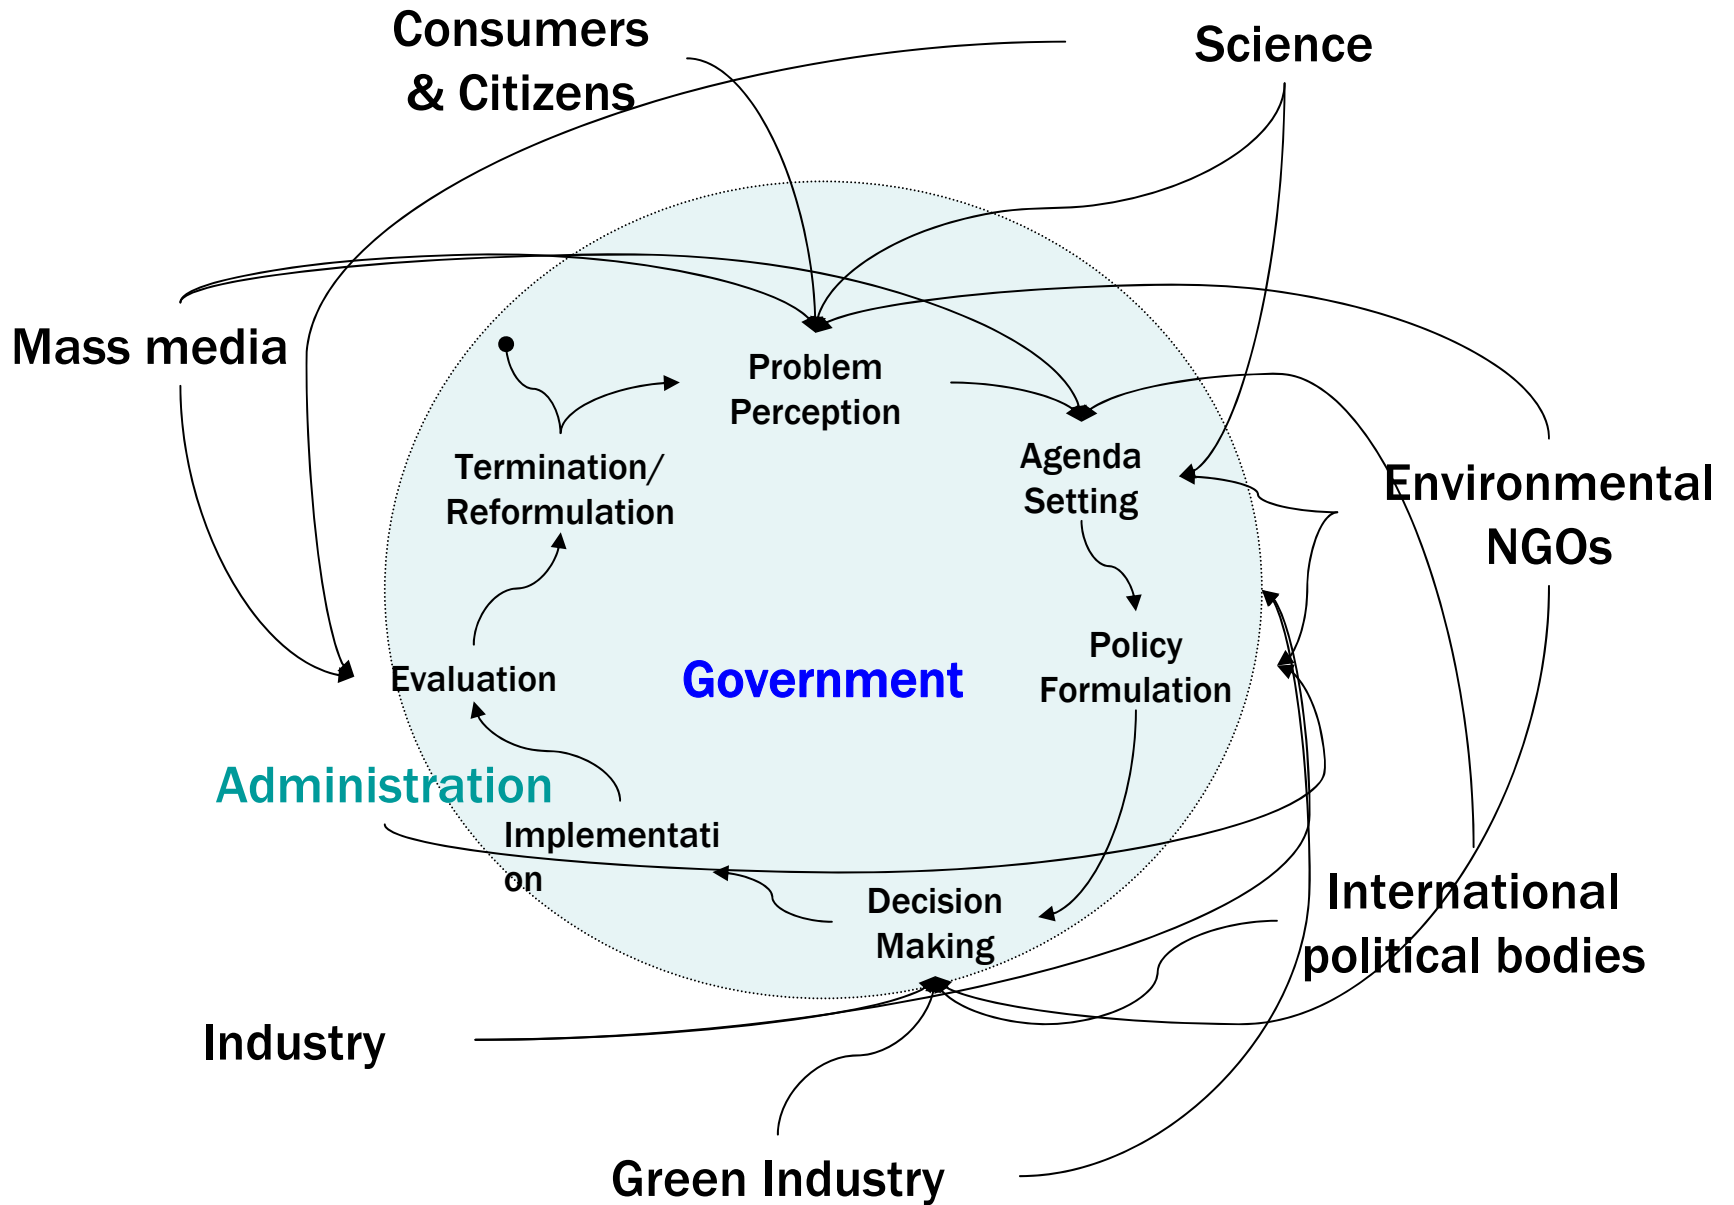 Consumers
& Citizens
Science
Mass media
Problem
Perception
Agenda
Setting
Termination/
Reformulation
Environmental
NGOs
Policy
Formulation
Evaluation
Government
Administration
Implementati
on
Decision
Making
International
political bodies
Industry
Green Industry